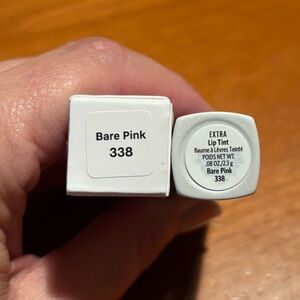 Bare Pink
338
EXTRA
Lip Tint
Baume à Lèvres Teinté
POIDS NET WT.
.08 OZ./2.3 g
Bare Pink
338